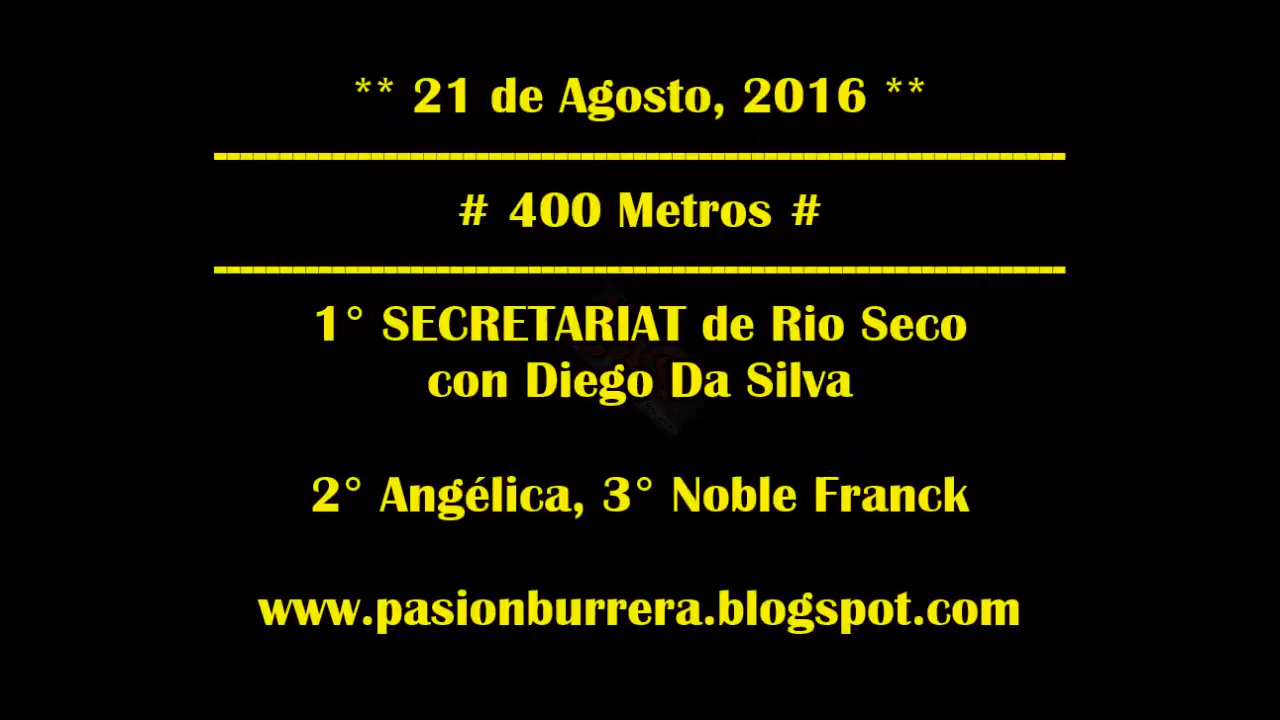 ** 21 de Agosto, 2016 **
------------------------------------------------------------
# 400 Metros #
------------------------------------------------------------
1° SECRETARIAT de Rio Seco
con Diego Da Silva
2° Angélica, 3° Noble Franck
www.pasionburrera.blogspot.com